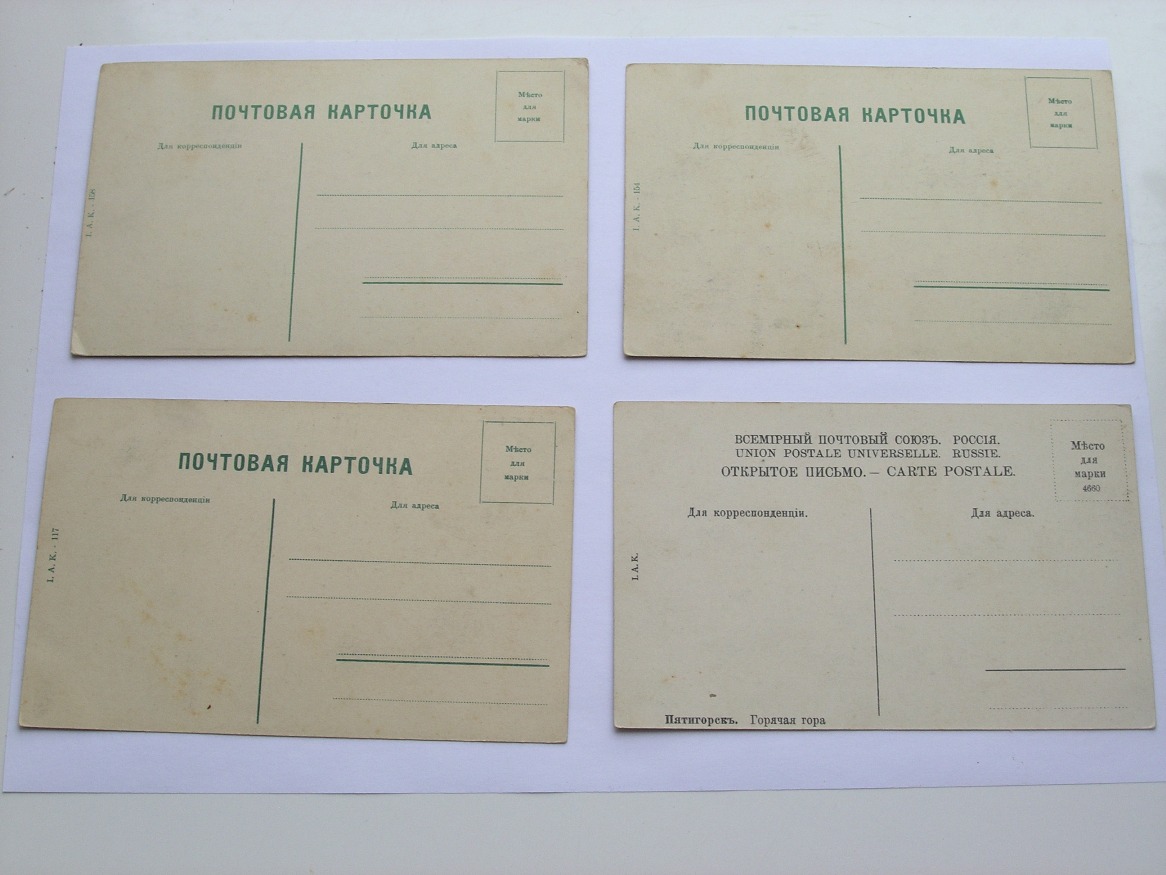 ПОЧТОВАЯ КАРТОЧКА
Мѣсто
для
марки
Для корреспонденціи
Для адреса
I. A. K. - 158
ПОЧТОВАЯ КАРТОЧКА
Мѣсто
для
марки
Для корреспонденціи
Для адреса
I. A. K. - 154
ПОЧТОВАЯ КАРТОЧКА
Мѣсто
для
марки
Для корреспонденціи
Для адреса
I. A. K. - 117
ВСЕМІРНЫЙ ПОЧТОВЫЙ СОЮЗЪ. РОССІЯ.
UNION POSTALE UNIVERSELLE. RUSSIE.
ОТКРЫТОЕ ПИСЬМО. — CARTE POSTALE.
Мѣсто
для
марки
4660
Для корреспонденціи.
Для адреса.
I. A. K.
Пятигорскъ. Горячая гора